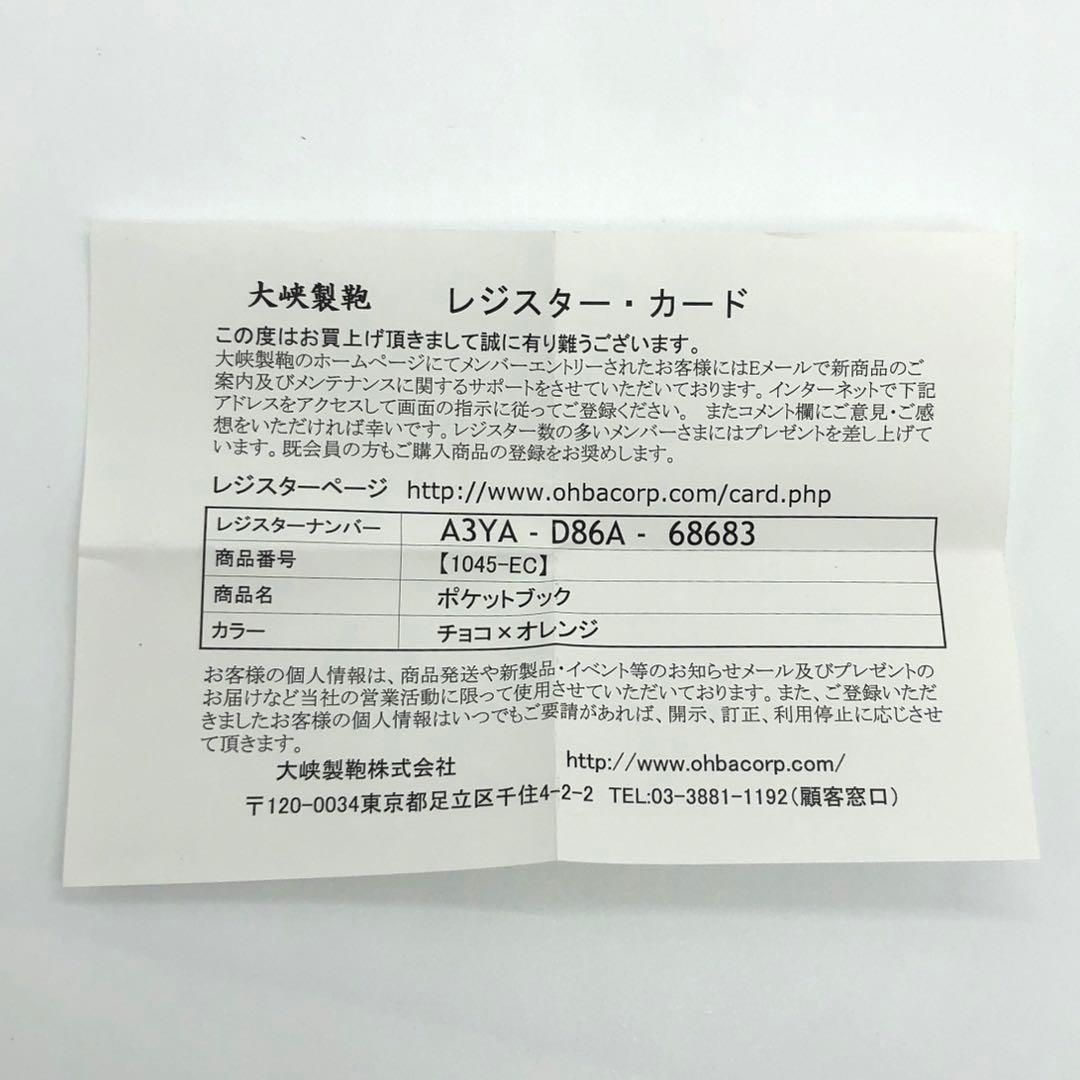 大峡製鞄 レジスター・カード
この度はお買上げ頂きまして誠に有り難うございます。
大峡製鞄のホームページにてメンバーエントリーされたお客様にはEメールで新商品のご
案内及びメンテナンスに関するサポートをさせていただいております。インターネットで下記
アドレスをアクセスして画面の指示に従ってご登録ください。 またコメント欄にご意見・ご感
想をいただければ幸いです。レジスター数の多いメンバーさまにはプレゼントを差し上げて
います。既会員の方もご購入商品の登録をお奨めします。
レジスターページ http://www.ohbacorp.com/card.php
レジスターナンバー A3YA - D86A - 68683
商品番号 【1045-EC】
商品名 ポケットブック
カラー チョコ×オレンジ
お客様の個人情報は、商品発送や新製品・イベント等のお知らせメール及びプレゼントの
お届けなど当社の営業活動に限って使用させていただいております。また、ご登録いただ
きましたお客様の個人情報はいつでもご要請があれば、開示、訂正、利用停止に応じさせ
て頂きます。
大峡製鞄株式会社 http://www.ohbacorp.com/
〒120-0034東京都足立区千住4-2-2 TEL:03-3881-1192(顧客窓口)